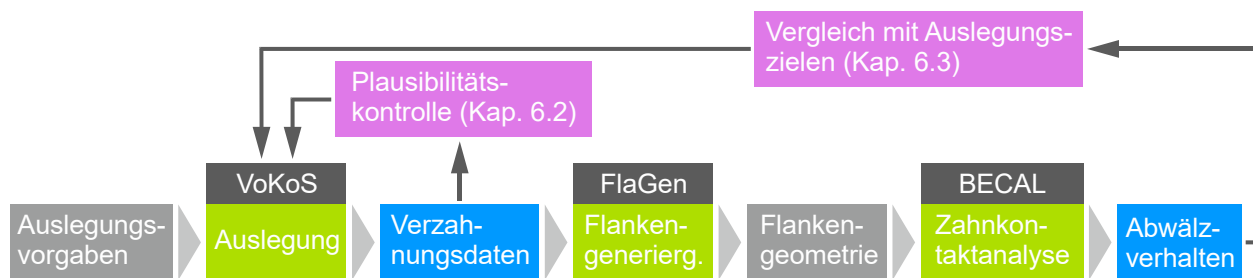 Vergleich mit Auslegungs-
zielen (Kap. 6.3)
Plausibilitäts-
kontrolle (Kap. 6.2)
VoKoS
FlaGen
BECAL
Auslegungs-
vorgaben
Auslegung
Verzah-
nungsdaten
Flanken-
generierg.
Flanken-
geometrie
Zahnkon-
taktanalyse
Abwälz-
verhalten